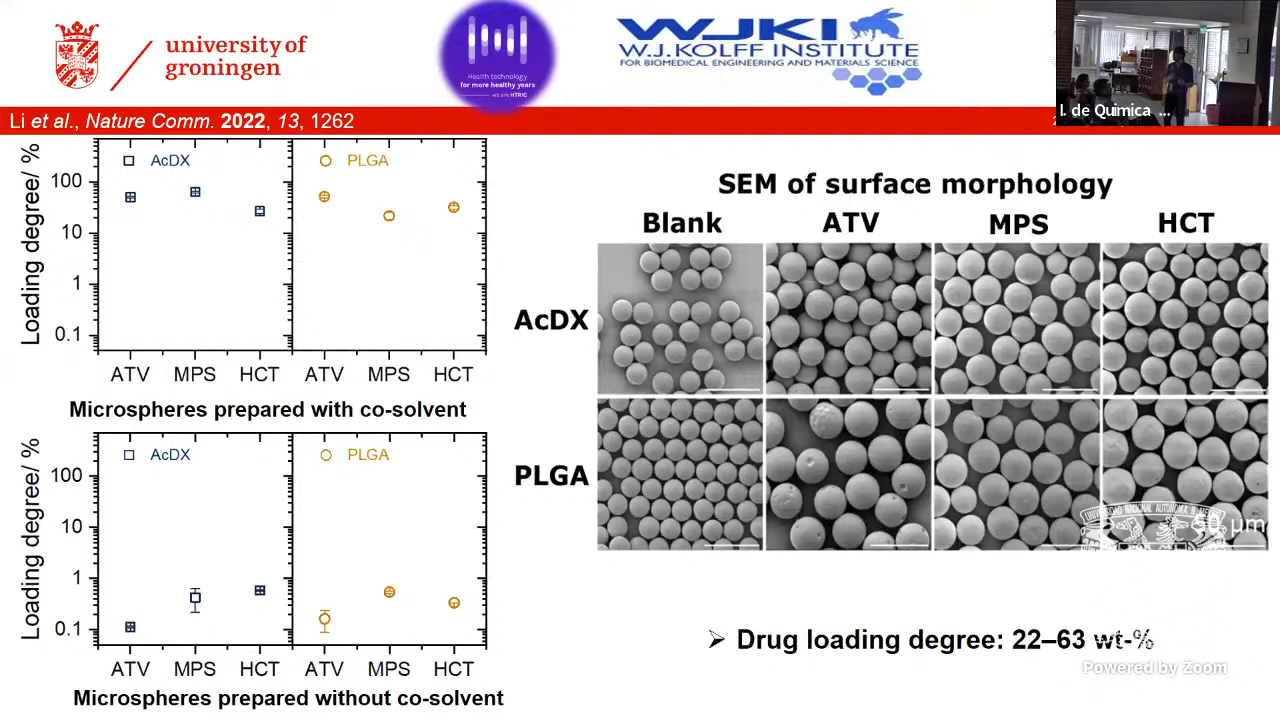 university of
groningen
Health technology
for more healthy years
we are HTRIC
WJKI
W.J.KOLFF INSTITUTE
FOR BIOMEDICAL ENGINEERING AND MATERIALS SCIENCE
I. de Quimica ...
Li et al., Nature Comm. 2022, 13, 1262
Loading degree/ %
AcDX
PLGA
100
10
1
0.1
ATV MPS HCT ATV MPS HCT
Microspheres prepared with co-solvent
Loading degree/ %
AcDX
PLGA
100
10
1
0.1
ATV MPS HCT ATV MPS HCT
Microspheres prepared without co-solvent
SEM of surface morphology
Blank ATV MPS HCT
AcDX
PLGA
50 µm
➢ Drug loading degree: 22–63 wt-%
Powered by Zoom